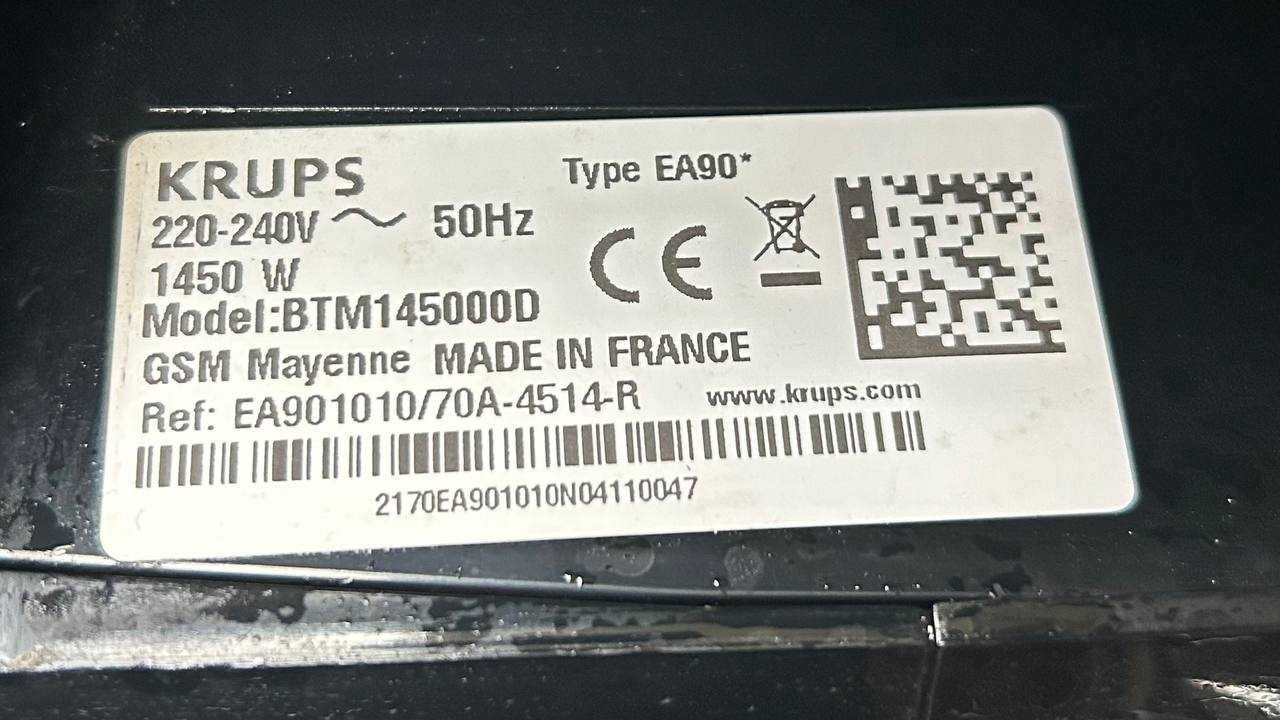 KRUPS
Type EA90*
220-240V ~ 50Hz
1450 W
CE
Model:BTM145000D
GSM Mayenne MADE IN FRANCE
Ref: EA901010/70A-4514-R
www.krups.com
2170EA901010N04110047